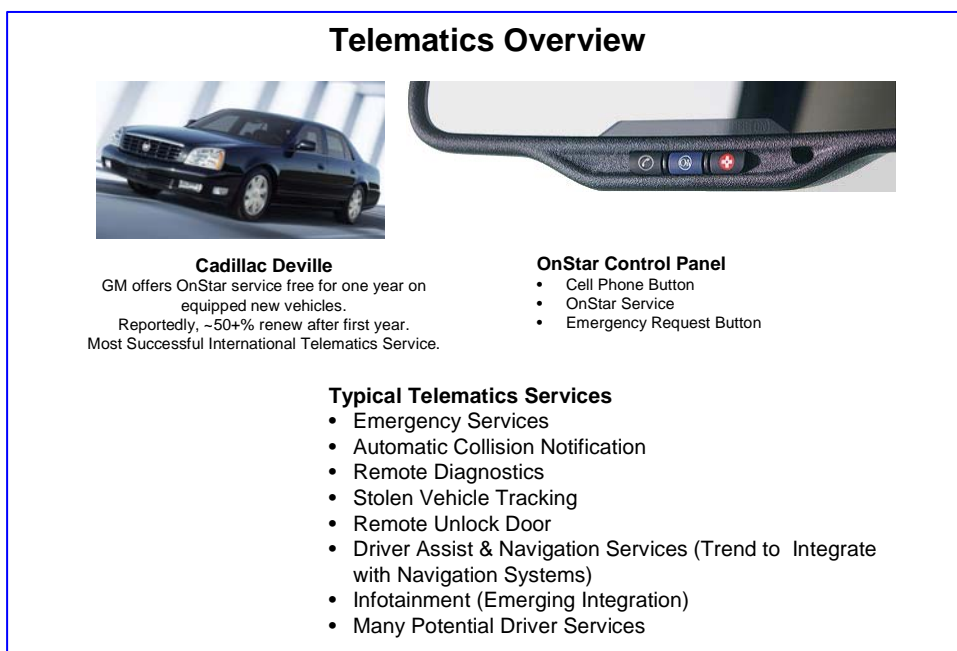 Telematics Overview
Cadillac Deville
GM offers OnStar service free for one year on
equipped new vehicles.
Reportedly, ~50+% renew after first year.
Most Successful International Telematics Service.
OnStar Control Panel
• Cell Phone Button
• OnStar Service
• Emergency Request Button
Typical Telematics Services
• Emergency Services
• Automatic Collision Notification
• Remote Diagnostics
• Stolen Vehicle Tracking
• Remote Unlock Door
• Driver Assist & Navigation Services (Trend to Integrate
with Navigation Systems)
• Infotainment (Emerging Integration)
• Many Potential Driver Services